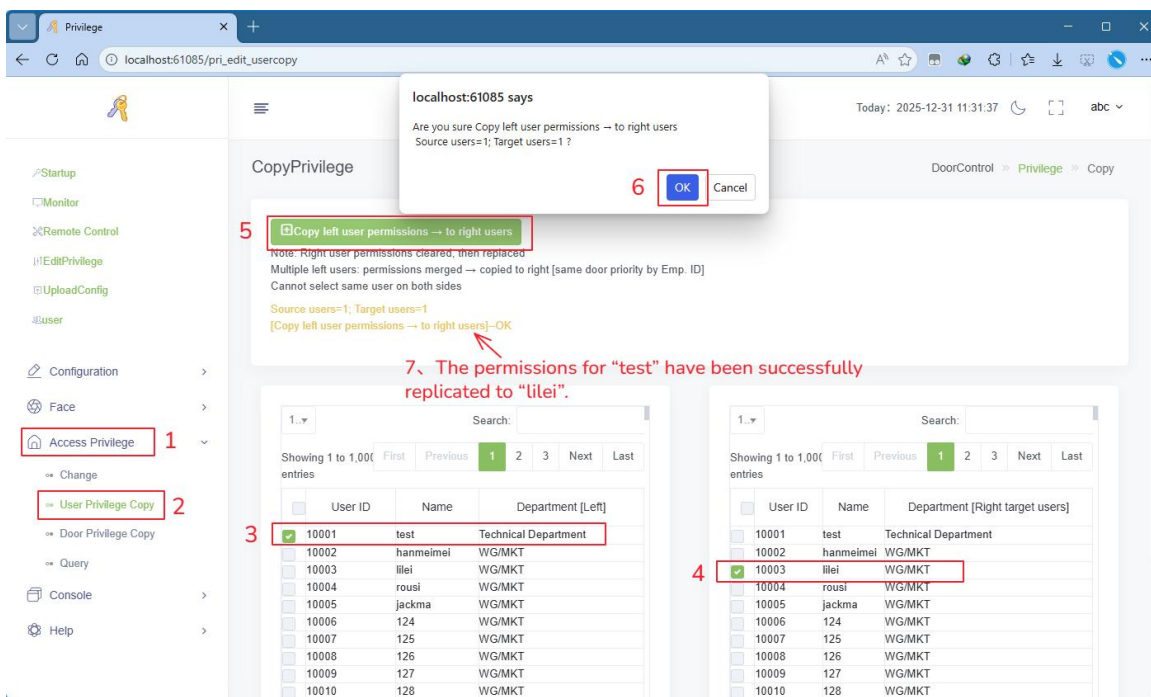 Privilege
localhost:61085/pri_edit_usercopy
localhost:61085 says
Are you sure Copy left user permissions → to right users
Source users=1; Target users=1 ?
6
OK
Cancel
Today: 2025-12-31 11:31:37
abc
Startup
Monitor
Remote Control
EditPrivilege
UploadConfig
user
Configuration
Face
Access Privilege
1
Change
User Privilege Copy
2
Door Privilege Copy
Query
Console
Help
CopyPrivilege
DoorControl » Privilege » Copy
5
Copy left user permissions → to right users
Note: Right user permissions cleared, then replaced
Multiple left users: permissions merged → copied to right [same door priority by Emp. ID]
Cannot select same user on both sides
Source users=1; Target users=1
[Copy left user permissions → to right users]--OK
7、The permissions for “test” have been successfully
replicated to “lilei”.
1..
Search:
Showing 1 to 1,000
entries
First Previous 1 2 3 Next Last
User ID Name Department [Left]
3
10001 test Technical Department
10002 hanmeimei WG/MKT
10003 lilei WG/MKT
10004 rousi WG/MKT
10005 jackma WG/MKT
10006 124 WG/MKT
10007 125 WG/MKT
10008 126 WG/MKT
10009 127 WG/MKT
10010 128 WG/MKT
1..
Search:
Showing 1 to 1,000
entries
First Previous 1 2 3 Next Last
User ID Name Department [Right target users]
10001 test Technical Department
10002 hanmeimei WG/MKT
4
10003 lilei WG/MKT
10004 rousi WG/MKT
10005 jackma WG/MKT
10006 124 WG/MKT
10007 125 WG/MKT
10008 126 WG/MKT
10009 127 WG/MKT
10010 128 WG/MKT